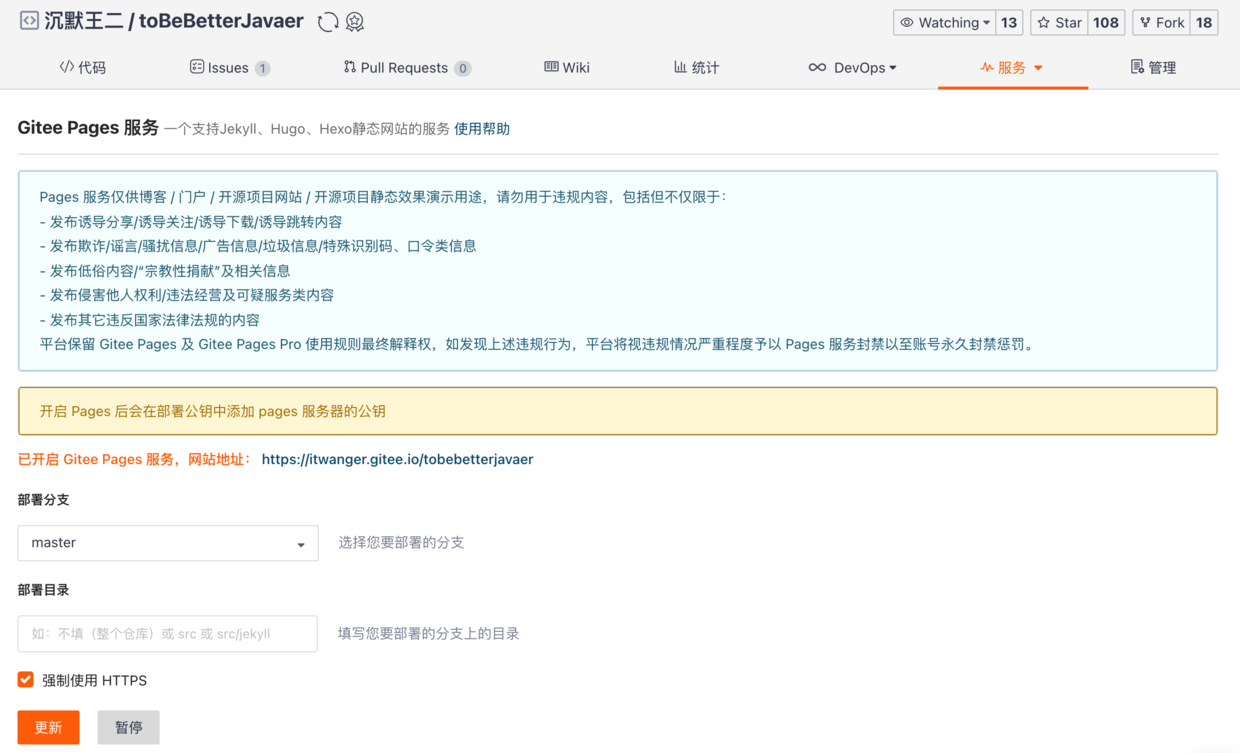 沉默王二 / toBeBetterJavaer
Watching 13 Star 108 Fork 18
代码 Issues 1 Pull Requests 0 Wiki 统计 DevOps 服务 管理
Gitee Pages 服务 一个支持Jekyll、Hugo、Hexo静态网站的服务 使用帮助
Pages 服务仅供博客 / 门户 / 开源项目网站 / 开源项目静态效果演示用途，请勿用于违规内容，包括但不仅限于：
- 发布诱导分享/诱导关注/诱导下载/诱导跳转内容
- 发布欺诈/谣言/骚扰信息/广告信息/垃圾信息/特殊识别码、口令类信息
- 发布低俗内容/“宗教性捐献”及相关信息
- 发布侵害他人权利/违法经营及可疑服务类内容
- 发布其它违反国家法律法规的内容
平台保留 Gitee Pages 及 Gitee Pages Pro 使用规则最终解释权，如发现上述违规行为，平台将视违规情况严重程度予以 Pages 服务封禁以至账号永久封禁惩罚。
开启 Pages 后会在部署公钥中添加 pages 服务器的公钥
已开启 Gitee Pages 服务，网站地址： https://itwanger.gitee.io/tobebetterjavaer
部署分支
master 选择您要部署的分支
部署目录
如：不填（整个仓库）或 src 或 src/jekyll 填写您要部署的分支上的目录
强制使用 HTTPS
更新 暂停